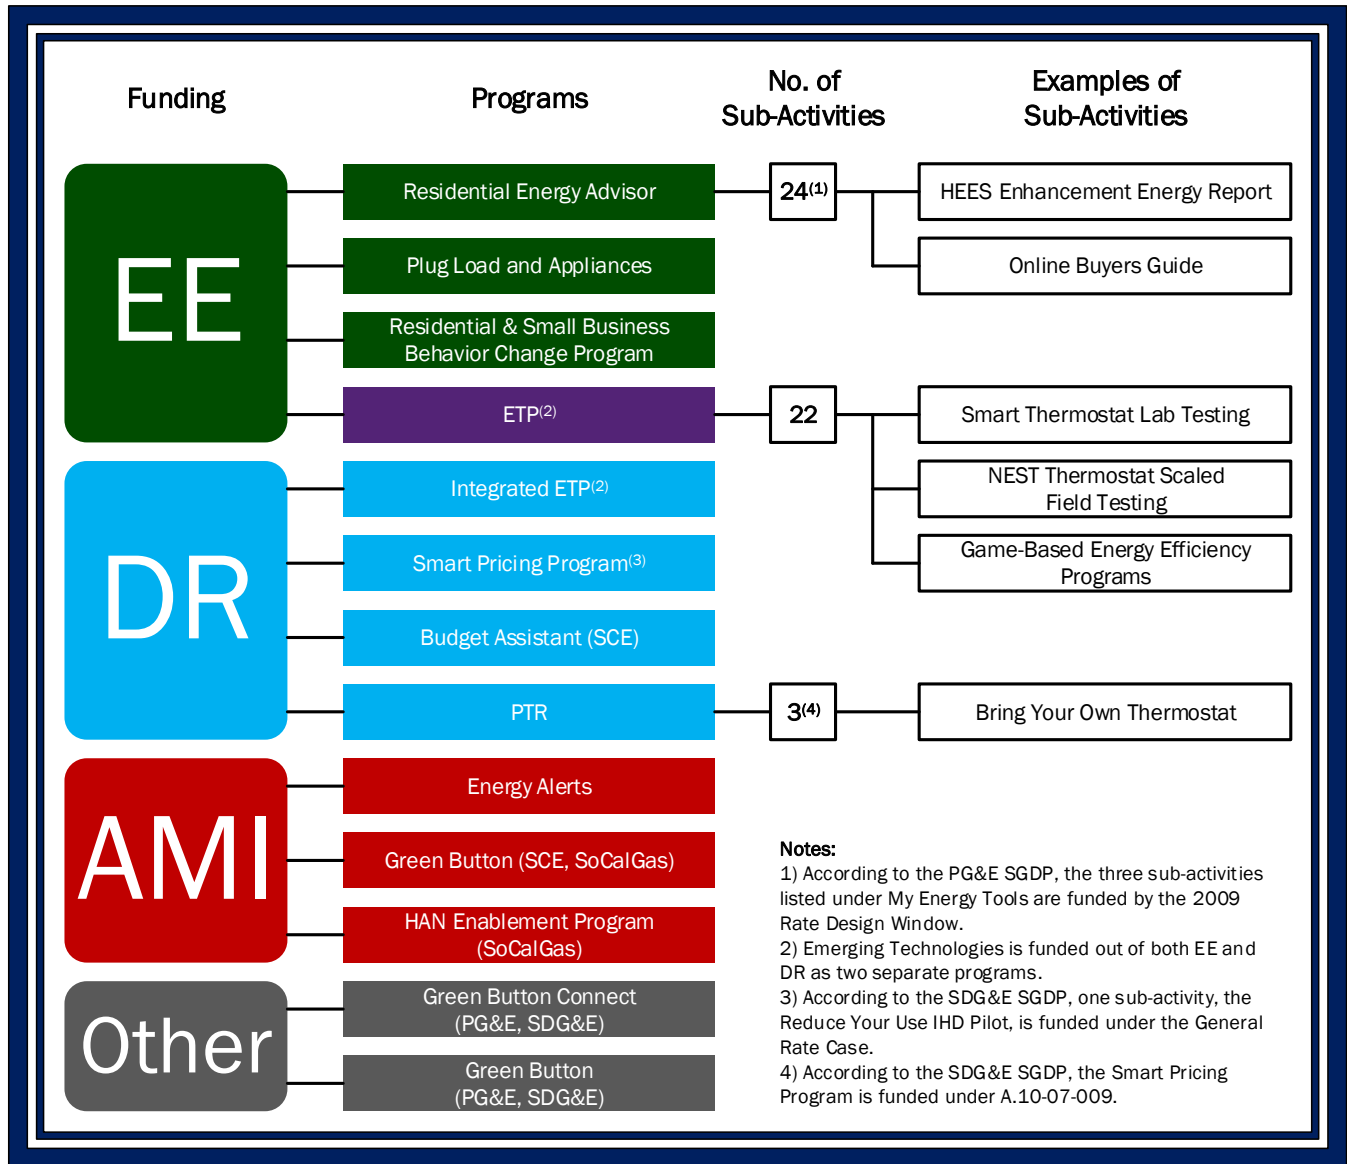 Funding
Programs
No. of
Sub-Activities
Examples of
Sub-Activities
EE
Residential Energy Advisor
24(1)
HEES Enhancement Energy Report
Plug Load and Appliances
Online Buyers Guide
Residential & Small Business
Behavior Change Program
ETP(2)
22
Smart Thermostat Lab Testing
DR
Integrated ETP(2)
NEST Thermostat Scaled
Field Testing
Smart Pricing Program(3)
Game-Based Energy Efficiency
Programs
Budget Assistant (SCE)
PTR
3(4)
Bring Your Own Thermostat
AMI
Energy Alerts
Green Button (SCE, SoCalGas)
HAN Enablement Program
(SoCalGas)
Other
Green Button Connect
(PG&E, SDG&E)
Green Button
(PG&E, SDG&E)
Notes:
1) According to the PG&E SGDP, the three sub-activities
listed under My Energy Tools are funded by the 2009
Rate Design Window.
2) Emerging Technologies is funded out of both EE and
DR as two separate programs.
3) According to the SDG&E SGDP, one sub-activity, the
Reduce Your Use IHD Pilot, is funded under the General
Rate Case.
4) According to the SDG&E SGDP, the Smart Pricing
Program is funded under A.10-07-009.